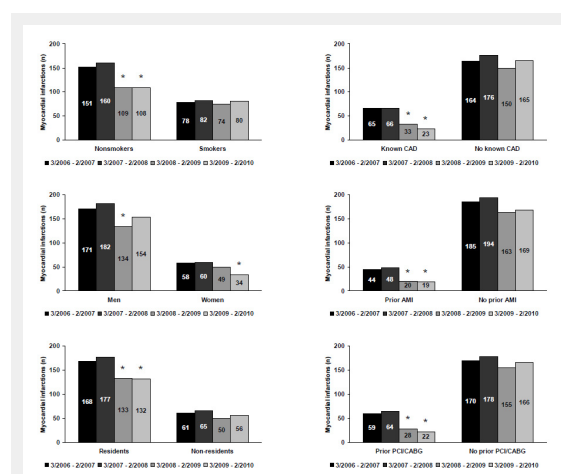 Myocardial infarctions (n)
200
150
100
50
0
151 160 109 * 108 *
78 82 74 80
Nonsmokers Smokers
3/2006 - 2/2007 3/2007 - 2/2008 3/2008 - 2/2009 3/2009 - 2/2010
Myocardial infarctions (n)
200
150
100
50
0
65 66 33 * 23 *
164 176 150 165
Known CAD No known CAD
3/2006 - 2/2007 3/2007 - 2/2008 3/2008 - 2/2009 3/2009 - 2/2010
Myocardial infarctions (n)
200
150
100
50
0
171 182 134 * 154
58 60 49 34 *
Men Women
3/2006 - 2/2007 3/2007 - 2/2008 3/2008 - 2/2009 3/2009 - 2/2010
Myocardial infarctions (n)
200
150
100
50
0
44 48 20 * 19 *
185 194 163 169
Prior AMI No prior AMI
3/2006 - 2/2007 3/2007 - 2/2008 3/2008 - 2/2009 3/2009 - 2/2010
Myocardial infarctions (n)
200
150
100
50
0
168 177 133 * 132 *
61 65 50 56
Residents Non-residents
3/2006 - 2/2007 3/2007 - 2/2008 3/2008 - 2/2009 3/2009 - 2/2010
Myocardial infarctions (n)
200
150
100
50
0
59 64 28 * 22 *
170 178 155 166
Prior PCI/CABG No prior PCI/CABG
3/2006 - 2/2007 3/2007 - 2/2008 3/2008 - 2/2009 3/2009 - 2/2010